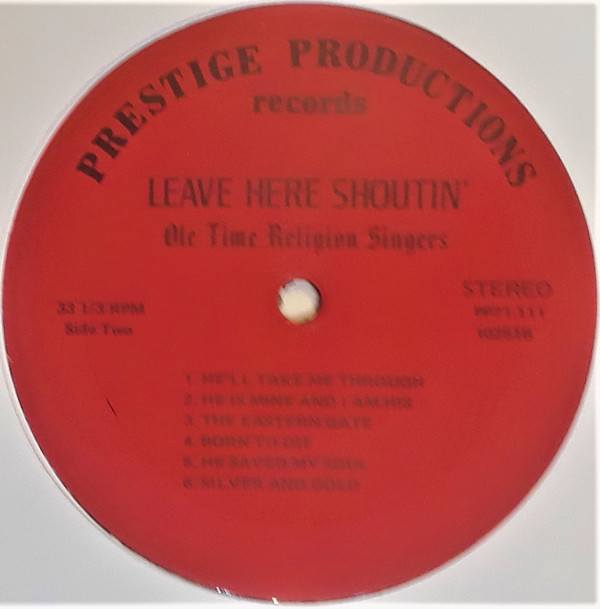 PRESTIGE PRODUCTIONS
records
LEAVE HERE SHOUTIN'
Ole Time Religion Singers
33 1/3 RPM
Side Two
STEREO
1. HE'LL TAKE ME THROUGH
2. HE IS MINE AND I AM HIS
3. THE EASTERN GATE
4. BORN TO DIE
5. HE SAVED MY SOUL
6. SILVER AND GOLD